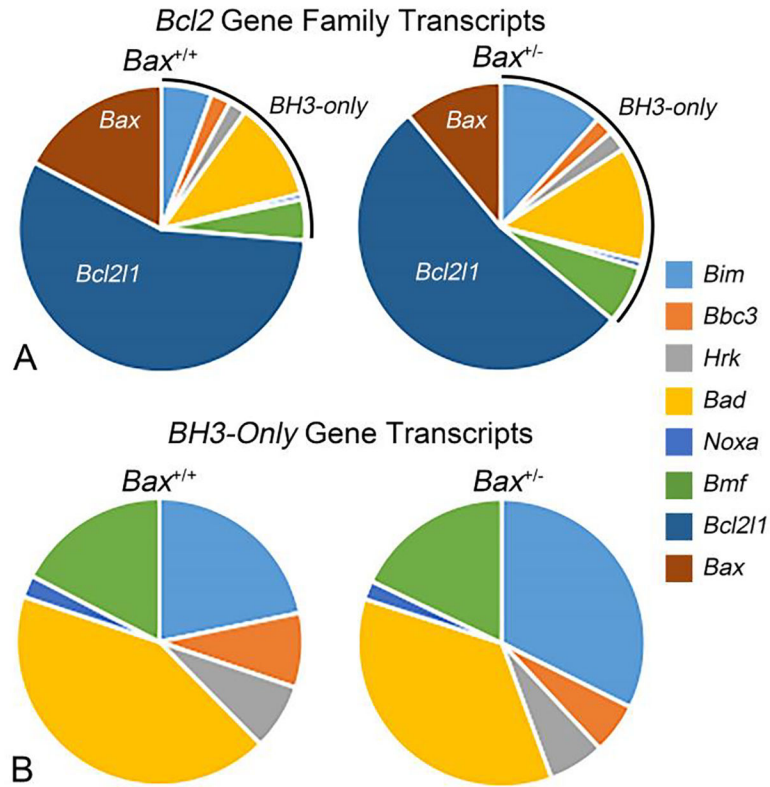 Bcl2 Gene Family Transcripts
Bax+/+
Bax+/-
BH3-only
BH3-only
Bax
Bax
Bcl2l1
Bcl2l1
A
Bim
Bbc3
Hrk
Bad
Noxa
Bmf
Bcl2l1
Bax
BH3-Only Gene Transcripts
Bax+/+
Bax+/-
B